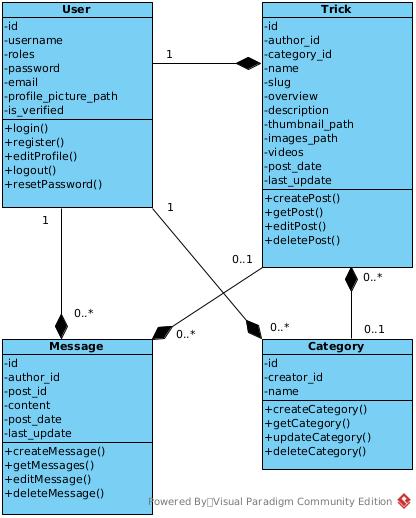 User
-id
-username
-roles
-password
-email
-profile_picture_path
-is_verified
+login()
+register()
+editProfile()
+logout()
+resetPassword()
1
Trick
-id
-author_id
-category_id
-name
-slug
-overview
-description
-thumbnail_path
-images_path
-videos
-post_date
-last_update
+createPost()
+getPost()
+editPost()
+deletePost()
1
1
0..1
0..*
0..*
0..*
0..*
0..1
Message
-id
-author_id
-post_id
-content
-post_date
-last_update
+createMessage()
+getMessages()
+editMessage()
+deleteMessage()
Category
-id
-creator_id
-name
+createCategory()
+getCategory()
+updateCategory()
+deleteCategory()
Powered By Visual Paradigm Community Edition